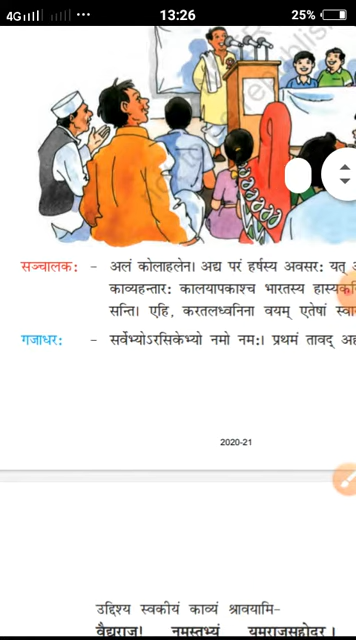 4G
13:26
25%
सञ्चालक: - अलं कोलाहलेन। अद्य परं हर्षस्य अवसर: यत्
काव्यहन्तार: कालयापकाश्च भारतस्य
सन्ति। एहि, करतलध्वनिना वयम् एतेषां
गजाधर: - सर्वेभ्योऽरसिकेभ्यो नमो नम:। प्रथमं तावद्
2020-21
उद्दिश्य स्वकीयं काव्यं श्रावयामि-
वैद्यराज! नमस्तुभ्यं यमराजसहोदर।